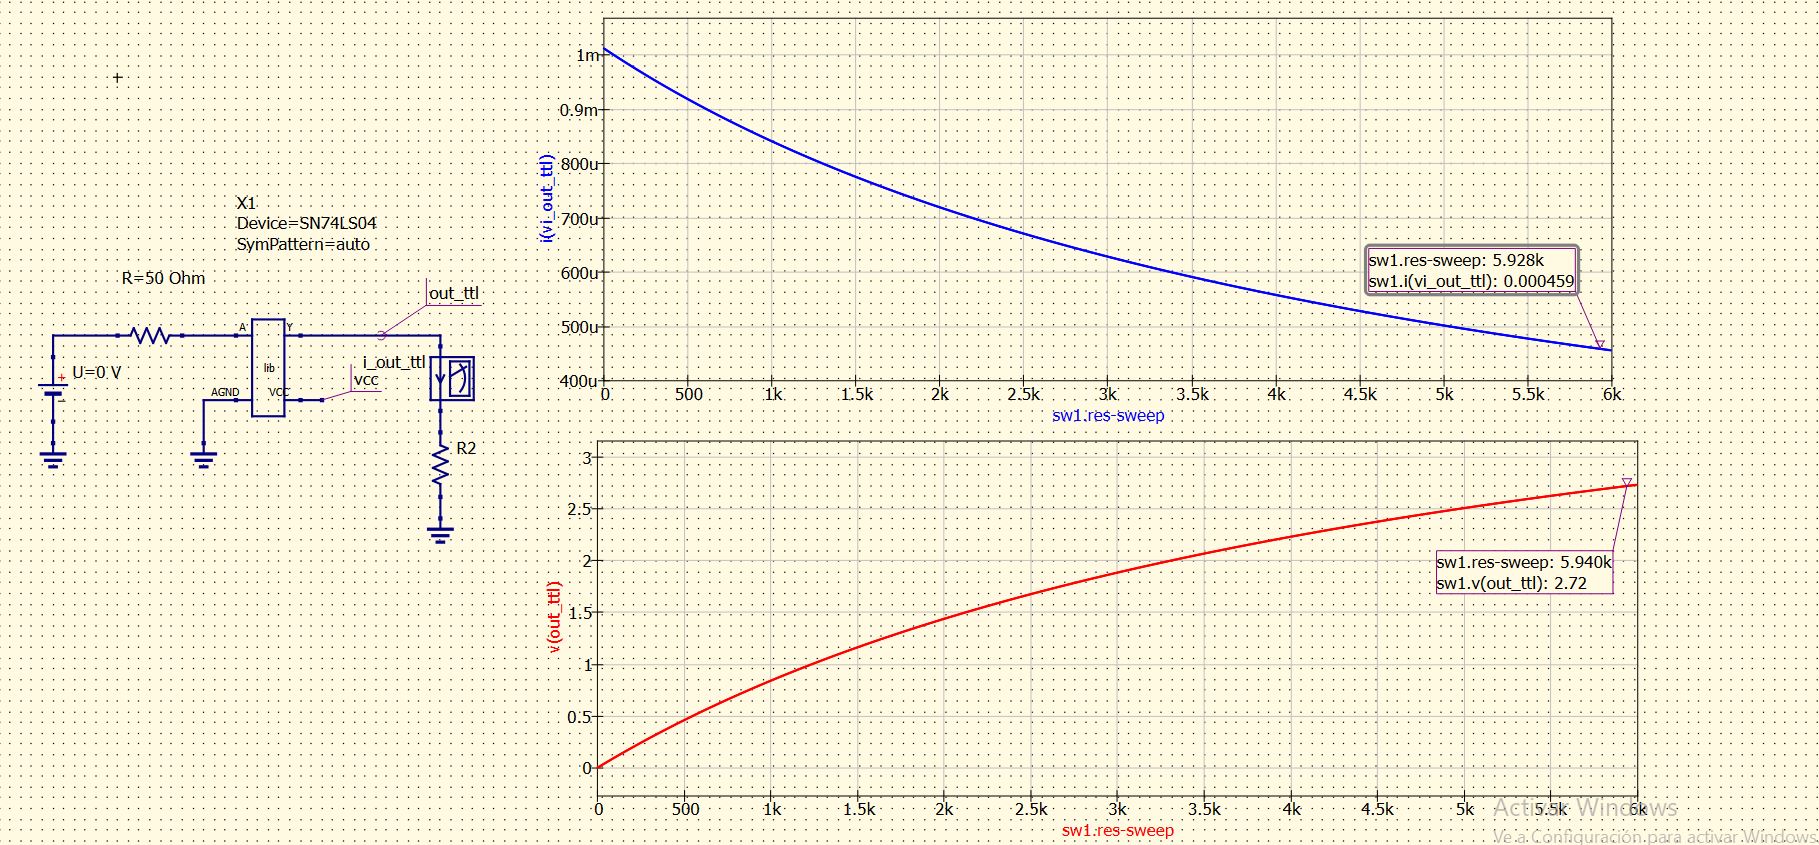 X1
Device=SN74LS04
SymPattern=auto
R=50 Ohm
out_ttl
A
Y
lib
U=0 V
AGND
VCC
i_out_ttl
VCC
R2
+
_
i(vi_out_ttl)
1m
0.9m
800u
700u
600u
500u
400u
0
500
1k
1.5k
2k
2.5k
3k
3.5k
4k
4.5k
5k
5.5k
6k
sw1.res-sweep
sw1.res-sweep: 5.928k
sw1.i(vi_out_ttl): 0.000459
v(out_ttl)
3
2.5
2
1.5
1
0.5
0
0
500
1k
1.5k
2k
2.5k
3k
3.5k
4k
4.5k
5k
5.5k
6k
sw1.res-sweep
sw1.res-sweep: 5.940k
sw1.v(out_ttl): 2.72
Activar Windows
Ve a Configuración para activar Windows